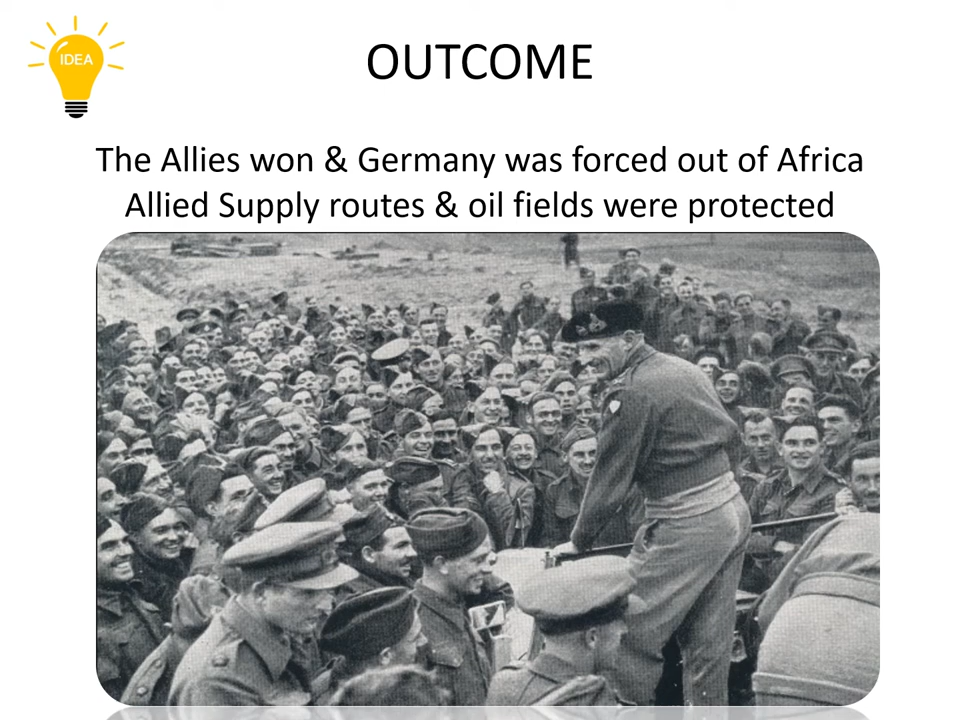 IDEA
OUTCOME
The Allies won & Germany was forced out of Africa
Allied Supply routes & oil fields were protected